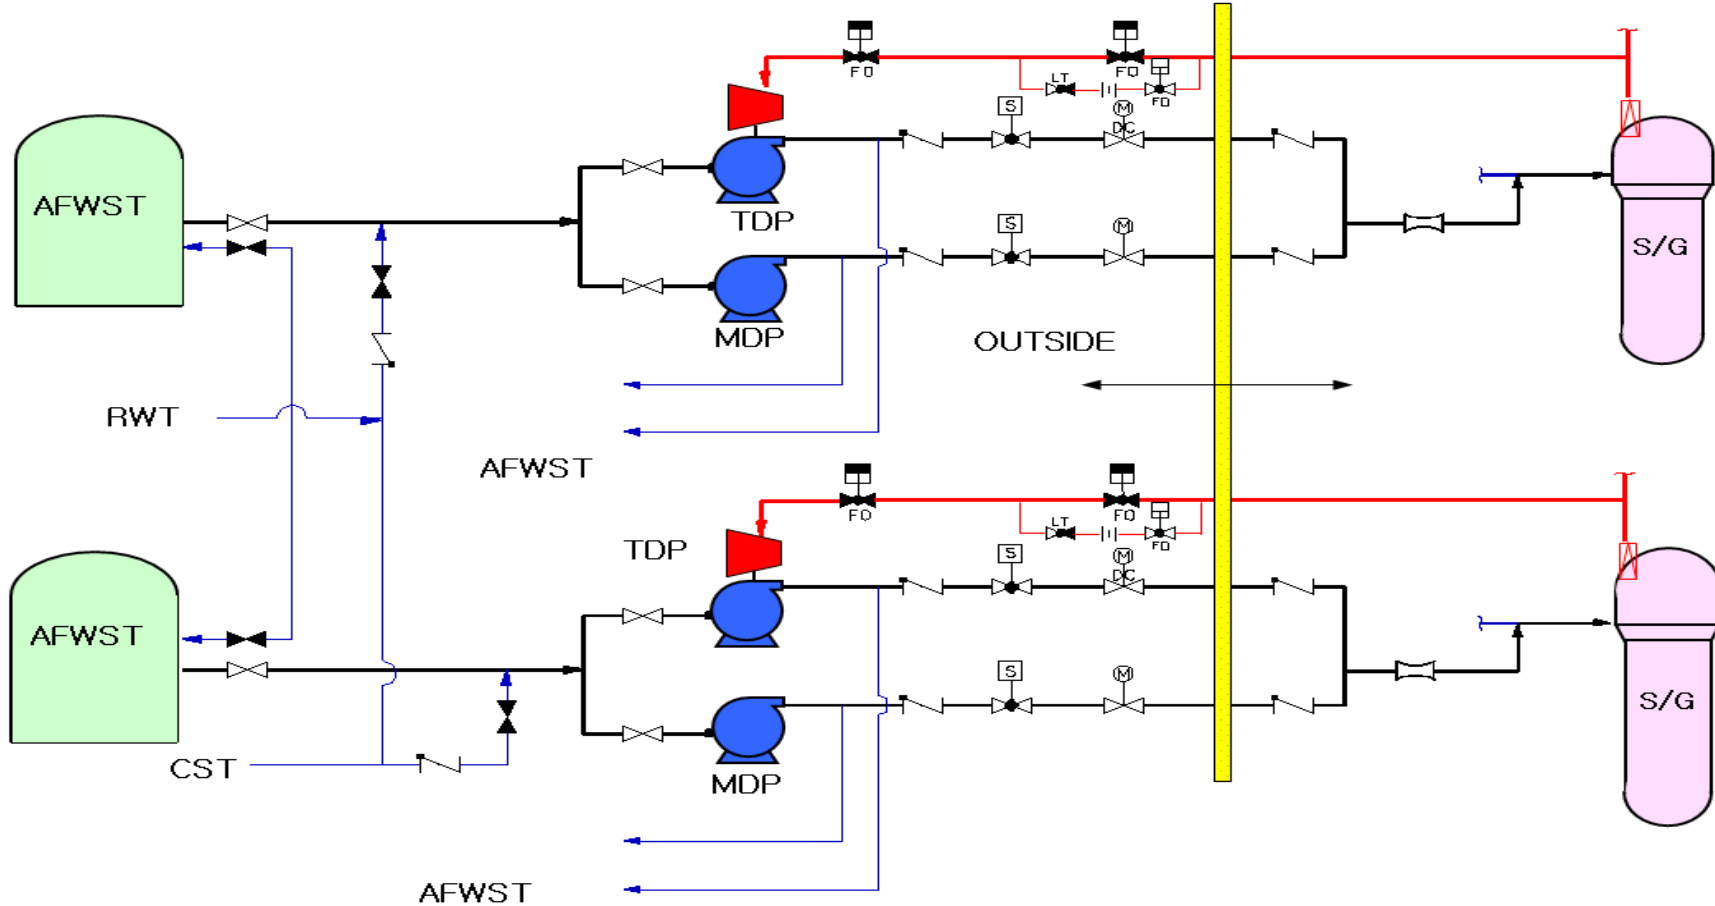 FO
FO
LT
FO
S
M
DC
AFWST
TDP
S
M
S/G
MDP
OUTSIDE
RWT
AFWST
FO
FO
LT
FO
TDP
S
M
DC
AFWST
S
M
S/G
CST
MDP
AFWST